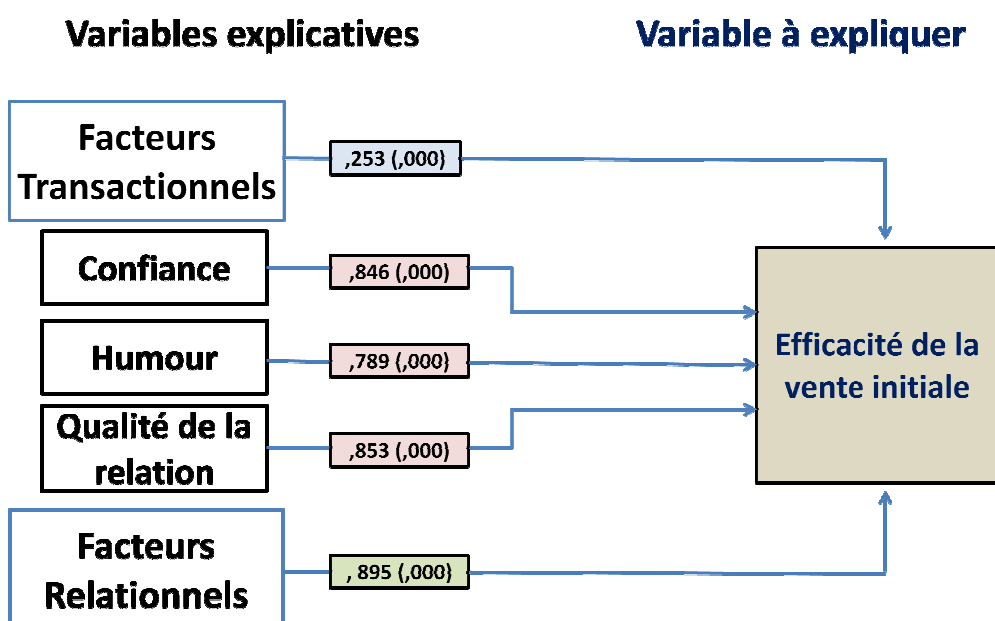 Variables explicatives
Variable à expliquer
Facteurs
Transactionnels
,253 (,000)
Confiance
,846 (,000)
Humour
,789 (,000)
Qualité de la
relation
,853 (,000)
Facteurs
Relationnels
, 895 (,000)
Efficacité de la
vente initiale